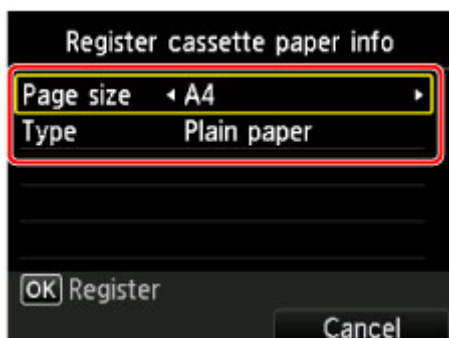 Register cassette paper info
Page size A4
Type Plain paper
OK Register
Cancel